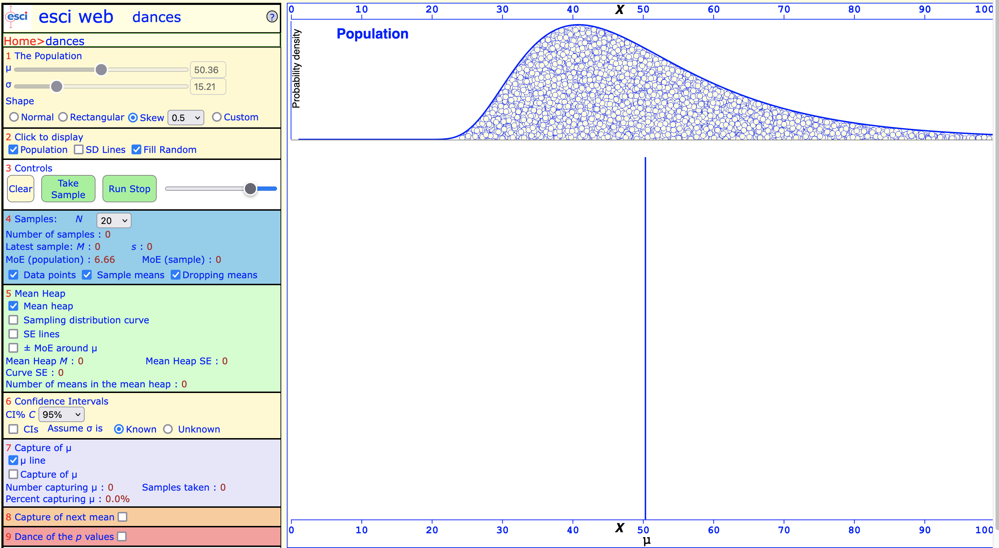 esci esci web dances ?
Home>dances
1 The Population
μ 50.36
σ 15.21
Shape
Normal Rectangular Skew 0.5 Custom
2 Click to display
Population SD Lines Fill Random
3 Controls
Clear Take Sample Run Stop
4 Samples: N 20
Number of samples : 0
Latest sample: M : 0 s : 0
MoE (population) : 6.66 MoE (sample) : 0
Data points Sample means Dropping means
5 Mean Heap
Mean heap
Sampling distribution curve
SE lines
± MoE around μ
Mean Heap M : 0 Mean Heap SE : 0
Curve SE : 0
Number of means in the mean heap : 0
6 Confidence Intervals
CI% C 95%
CIs Assume σ is Known Unknown
7 Capture of μ
μ line
Capture of μ
Number capturing μ : 0 Samples taken : 0
Percent capturing μ : 0.0%
8 Capture of next mean
9 Dance of the p values
0 10 20 30 40 X 50 60 70 80 90 100
Population
Probability density
0 10 20 30 40 X 50 60 70 80 90 100
μ